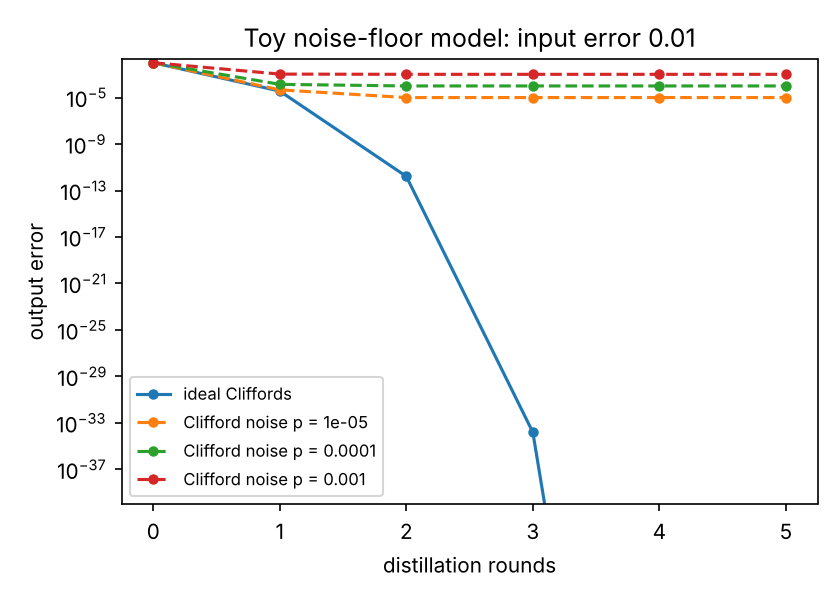 Toy noise-floor model: input error 0.01
output error
10⁻⁵
10⁻⁹
10⁻¹³
10⁻¹⁷
10⁻²¹
10⁻²⁵
10⁻²⁹
10⁻³³
10⁻³⁷
ideal Cliffords
Clifford noise p = 1e-05
Clifford noise p = 0.0001
Clifford noise p = 0.001
0 1 2 3 4 5
distillation rounds